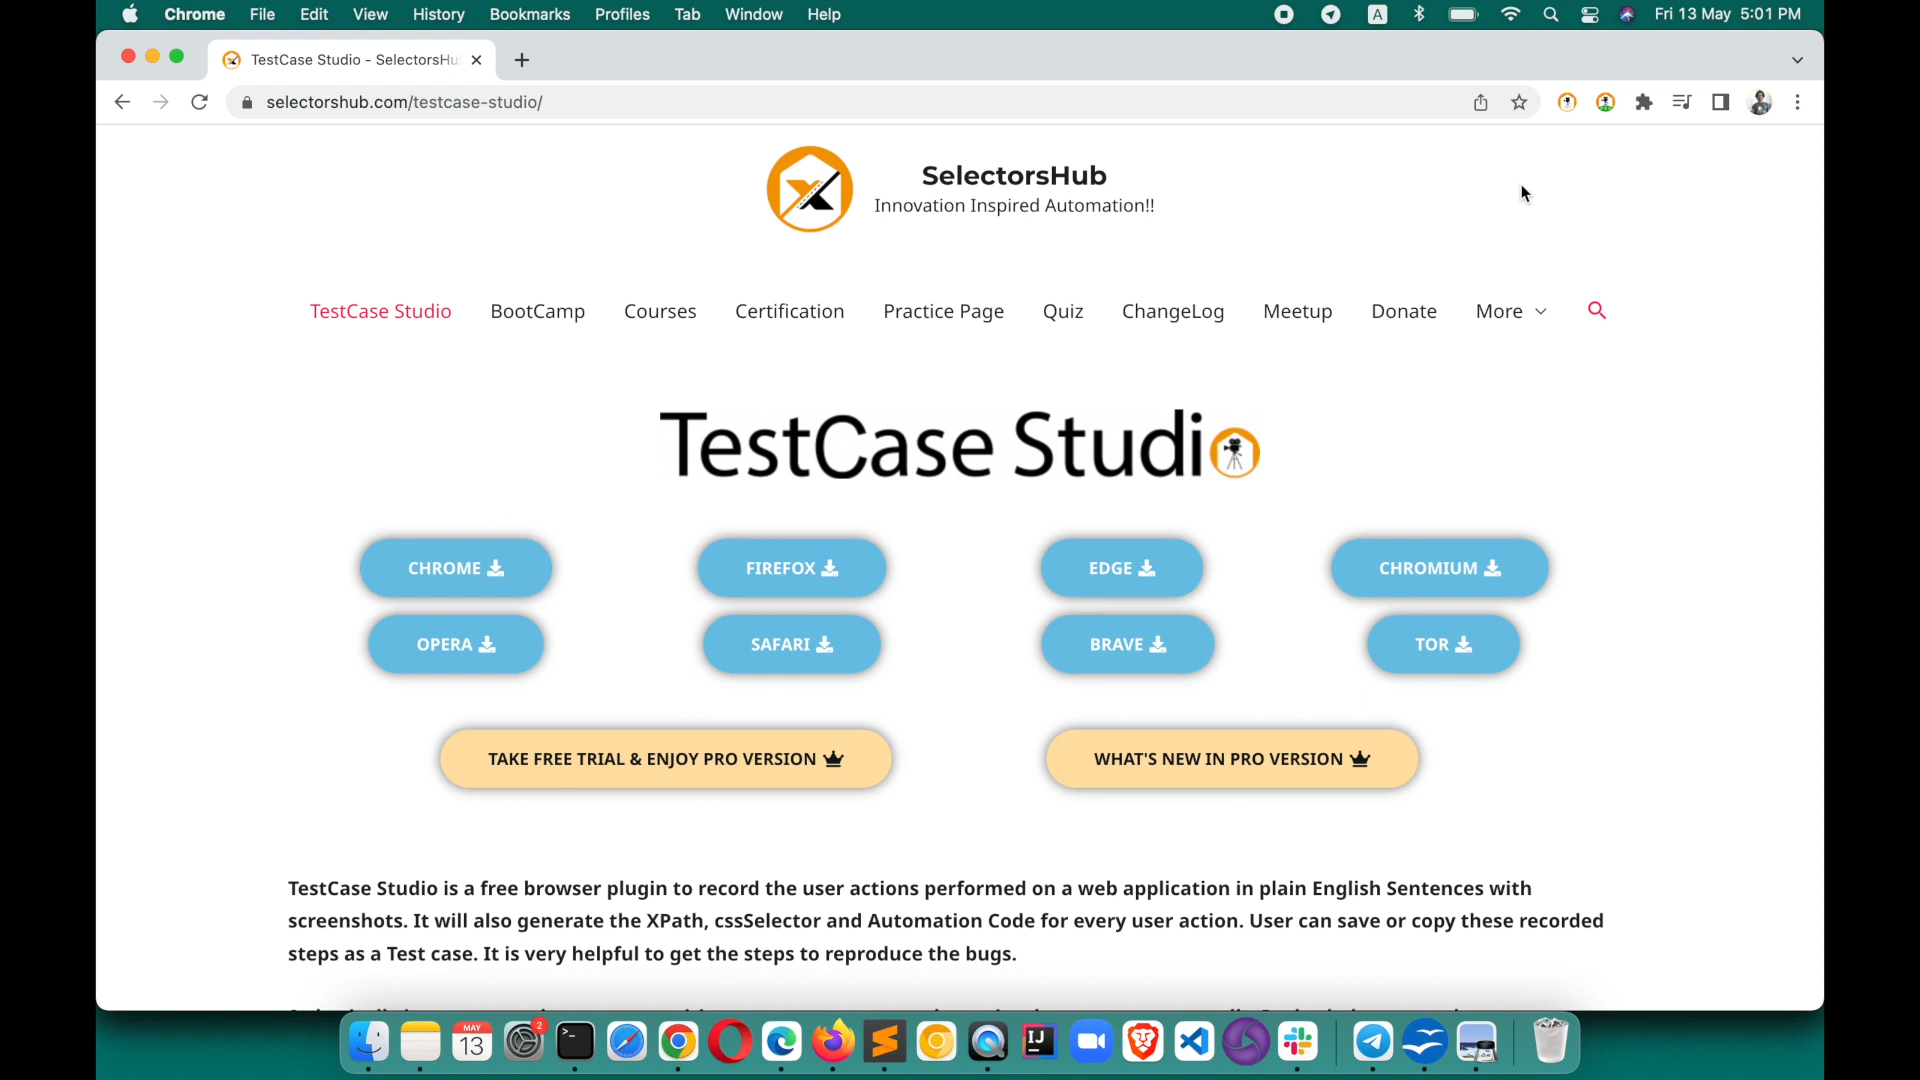 Chrome File Edit View History Bookmarks Profiles Tab Window Help A Fri 13 May 5:01 PM
TestCase Studio - SelectorsHu
selectorshub.com/testcase-studio/
SelectorsHub
Innovation Inspired Automation!!
TestCase Studio BootCamp Courses Certification Practice Page Quiz ChangeLog Meetup Donate More
TestCase Studio
CHROME FIREFOX EDGE CHROMIUM
OPERA SAFARI BRAVE TOR
TAKE FREE TRIAL & ENJOY PRO VERSION WHAT'S NEW IN PRO VERSION
TestCase Studio is a free browser plugin to record the user actions performed on a web application in plain English Sentences with
screenshots. It will also generate the XPath, cssSelector and Automation Code for every user action. User can save or copy these recorded
steps as a Test case. It is very helpful to get the steps to reproduce the bugs.
MAY
13
2
IJ